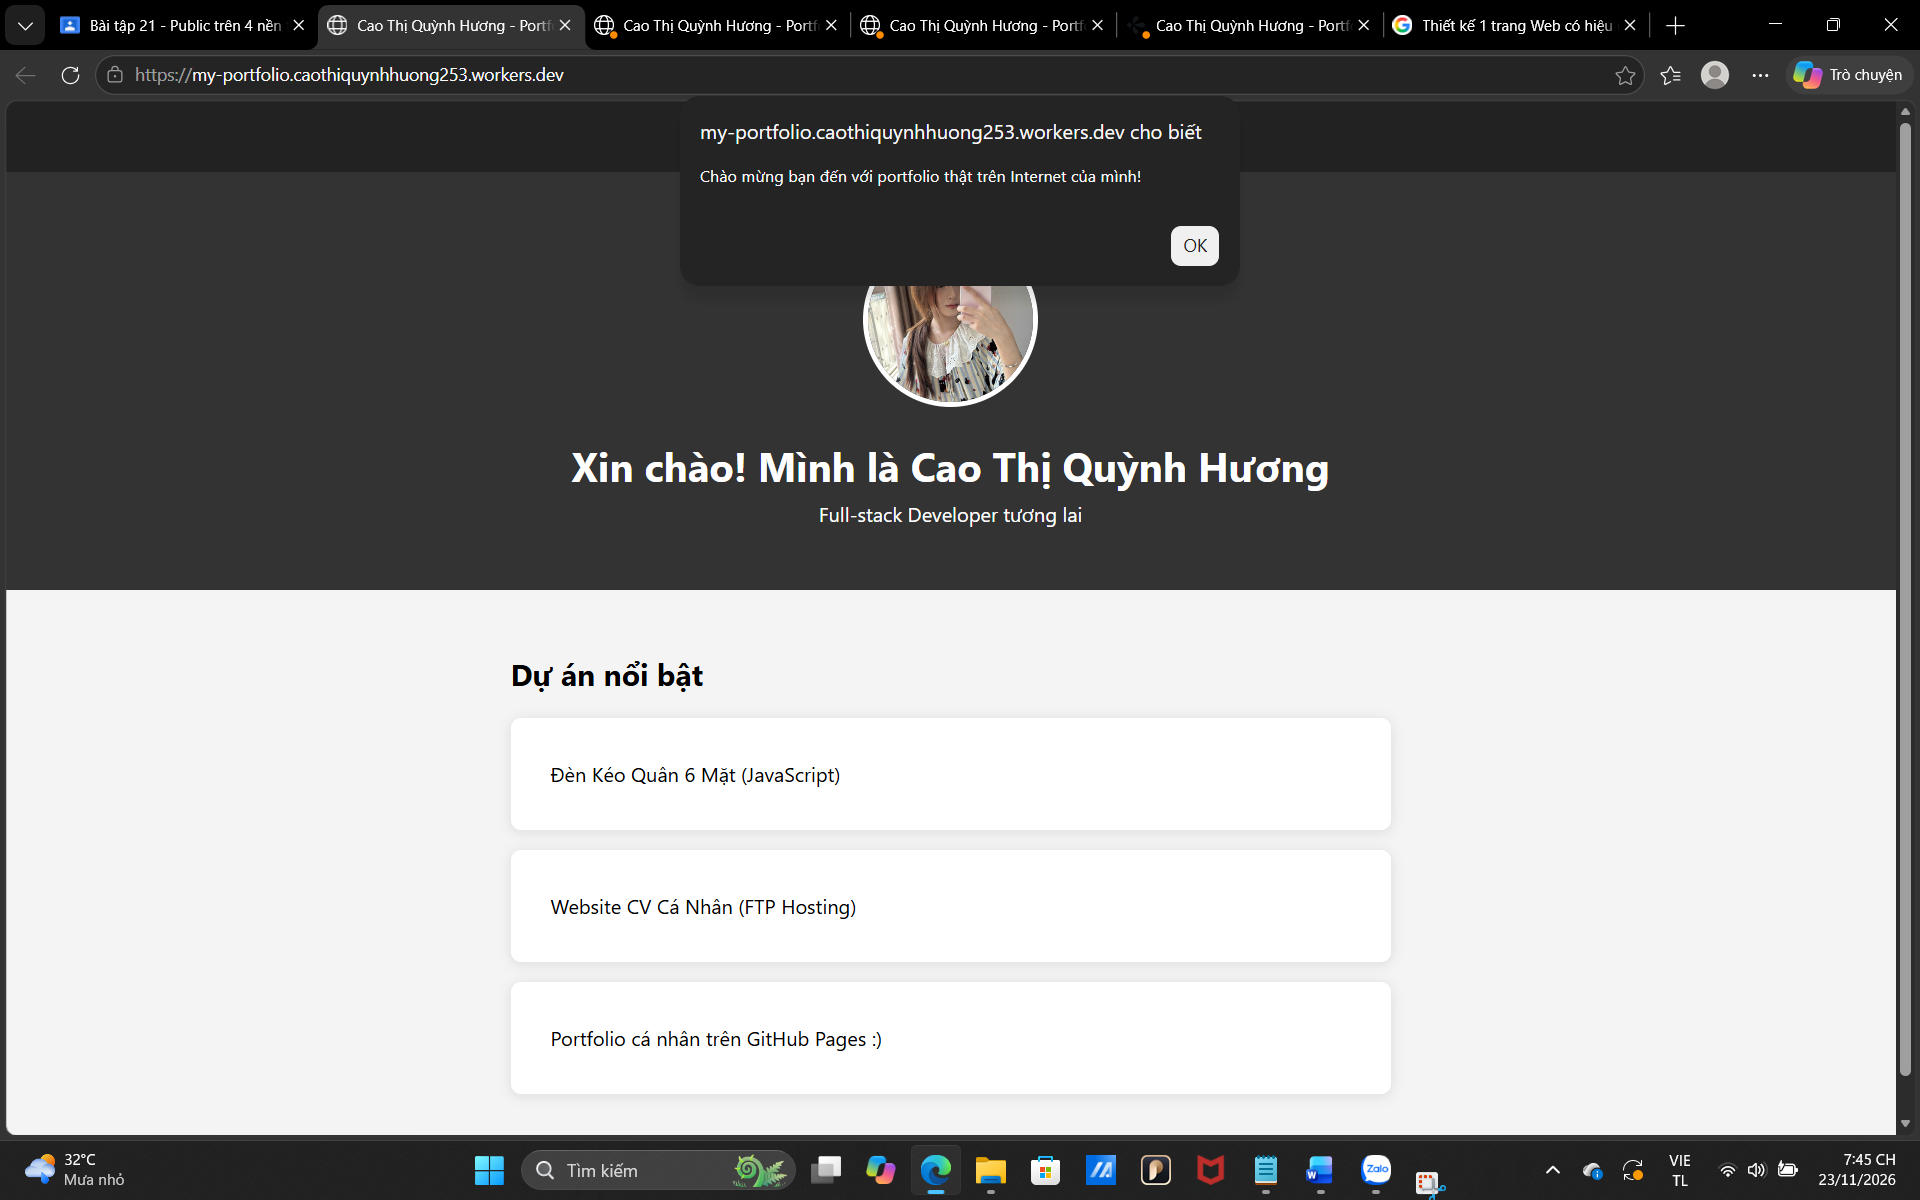 Bài tập 21 - Public trên 4 nền
Cao Thị Quỳnh Hương - Portf
Cao Thị Quỳnh Hương - Portf
Cao Thị Quỳnh Hương - Portf
Cao Thị Quỳnh Hương - Portf
Thiết kế 1 trang Web có hiệu
https://my-portfolio.caothiquynhhuong253.workers.dev
Trò chuyện
my-portfolio.caothiquynhhuong253.workers.dev cho biết
Chào mừng bạn đến với portfolio thật trên Internet của mình!
OK
Xin chào! Mình là Cao Thị Quỳnh Hương
Full-stack Developer tương lai
Dự án nổi bật
Đèn Kéo Quân 6 Mặt (JavaScript)
Website CV Cá Nhân (FTP Hosting)
Portfolio cá nhân trên GitHub Pages :)
32°C
Mưa nhỏ
Tìm kiếm
Zalo
VIE
TL
7:45 CH
23/11/2026